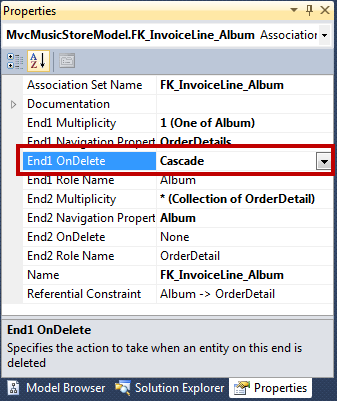 Properties
MvcMusicStoreModel.FK_InvoiceLine_Album Association
Association Set Name FK_InvoiceLine_Album
Documentation
End1 Multiplicity 1 (One of Album)
End1 Navigation Propert OrderDetails
End1 OnDelete Cascade
End1 Role Name Album
End2 Multiplicity * (Collection of OrderDetail)
End2 Navigation Propert Album
End2 OnDelete None
End2 Role Name OrderDetail
Name FK_InvoiceLine_Album
Referential Constraint Album -> OrderDetail
End1 OnDelete
Specifies the action to take when an entity on this end is
deleted
Model Browser Solution Explorer Properties